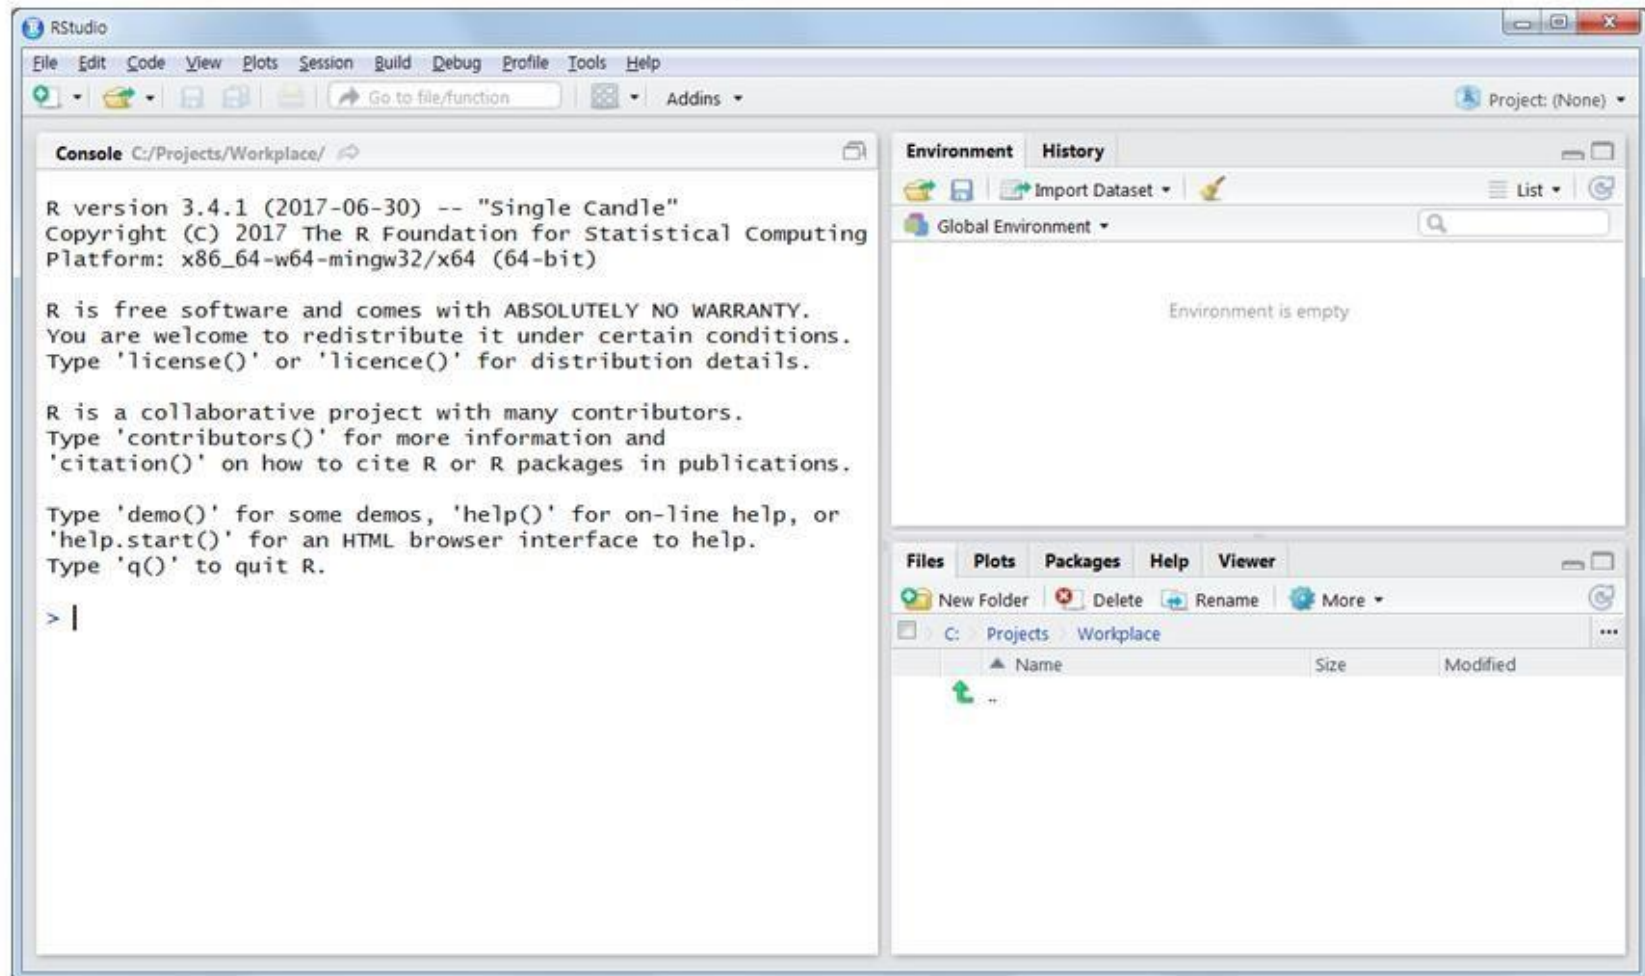 RStudio
File Edit Code View Plots Session Build Debug Profile Tools Help
Go to file/function Addins Project: (None)
Console C:/Projects/Workplace/
R version 3.4.1 (2017-06-30) -- "Single Candle"
Copyright (C) 2017 The R Foundation for Statistical Computing
Platform: x86_64-w64-mingw32/x64 (64-bit)
R is free software and comes with ABSOLUTELY NO WARRANTY.
You are welcome to redistribute it under certain conditions.
Type 'license()' or 'licence()' for distribution details.
R is a collaborative project with many contributors.
Type 'contributors()' for more information and
'citation()' on how to cite R or R packages in publications.
Type 'demo()' for some demos, 'help()' for on-line help, or
'help.start()' for an HTML browser interface to help.
Type 'q()' to quit R.
>
Environment History
Import Dataset List
Global Environment
Environment is empty
Files Plots Packages Help Viewer
New Folder Delete Rename More
C: Projects Workplace ...
Name Size Modified
..